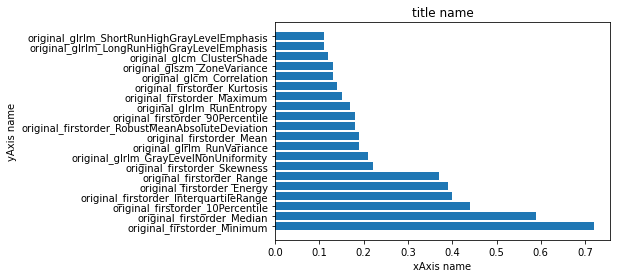 title name
original_glrlm_ShortRunHighGrayLevelEmphasis
original_glrlm_LongRunHighGrayLevelEmphasis
original_glcm_ClusterShade
original_glszm_ZoneVariance
original_glcm_Correlation
original_firstorder_Kurtosis
original_firstorder_Maximum
original_glrlm_RunEntropy
original_firstorder_90Percentile
original_firstorder_RobustMeanAbsoluteDeviation
original_firstorder_Mean
original_glrlm_RunVariance
original_glrlm_GrayLevelNonUniformity
original_firstorder_Skewness
original_firstorder_Range
original_firstorder_Energy
original_firstorder_InterquartileRange
original_firstorder_10Percentile
original_firstorder_Median
original_firstorder_Minimum
yAxis name
0.0 0.1 0.2 0.3 0.4 0.5 0.6 0.7
xAxis name